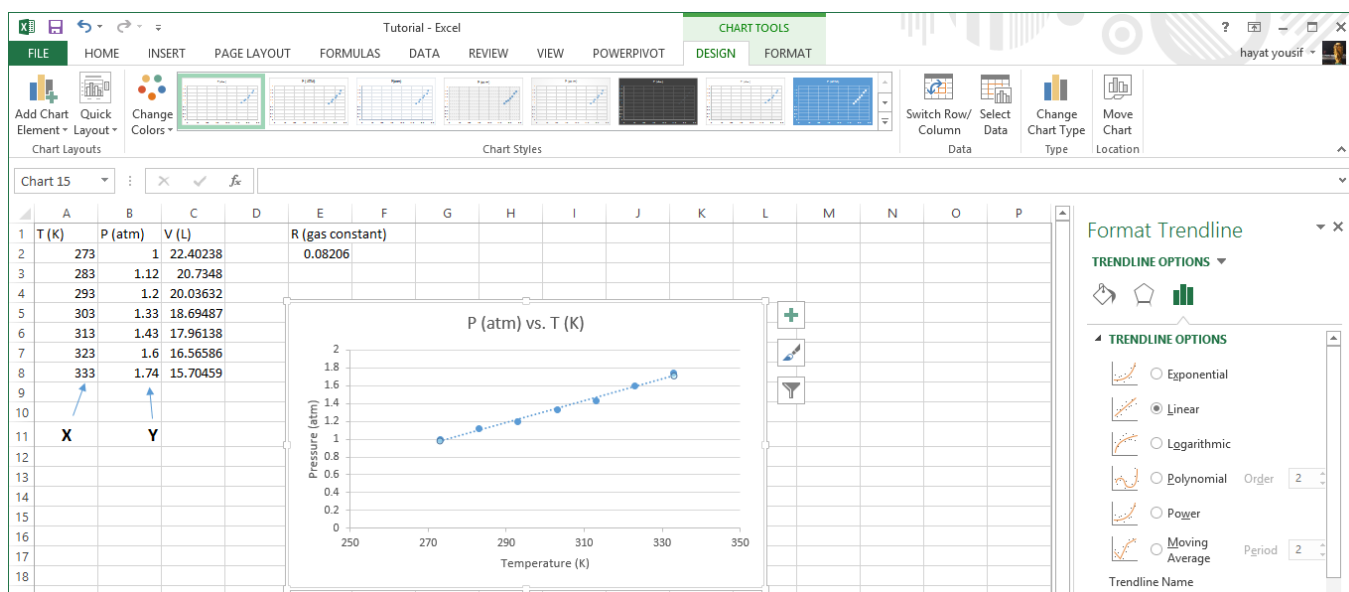 Tutorial - Excel
CHART TOOLS
?
FILE HOME INSERT PAGE LAYOUT FORMULAS DATA REVIEW VIEW POWERPIVOT DESIGN FORMAT hayat yousif
Add Chart Element Quick Layout Change Colors Switch Row/ Column Select Data Change Chart Type Move Chart
Chart Layouts Chart Styles Data Type Location
Chart 15 fx
A B C D E F G H I J K L M N O P
1 T (K) P (atm) V (L) R (gas constant)
2 273 1 22.40238 0.08206
3 283 1.12 20.7348
4 293 1.2 20.03632
5 303 1.33 18.69487
6 313 1.43 17.96138
7 323 1.6 16.56586
8 333 1.74 15.70459
9
10
11 X Y
12
13
14
15
16
17
18
P (atm) vs. T (K)
Pressure (atm)
2
1.8
1.6
1.4
1.2
1
0.8
0.6
0.4
0.2
0
250 270 290 310 330 350
Temperature (K)
Format Trendline
TRENDLINE OPTIONS
TRENDLINE OPTIONS
Exponential
Linear
Logarithmic
Polynomial Order 2
Power
Moving Average Period 2
Trendline Name